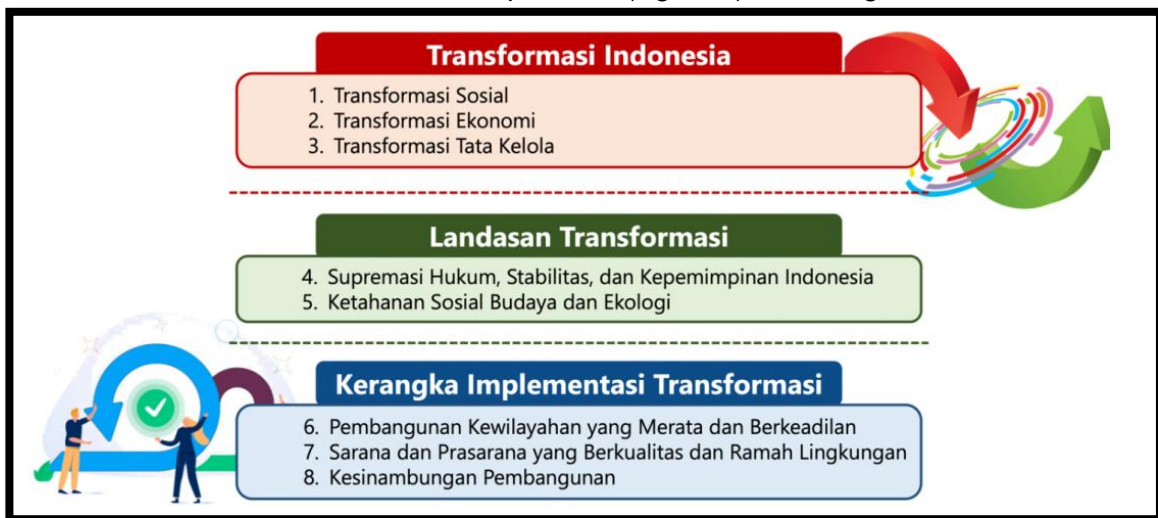 Transformasi Indonesia
1. Transformasi Sosial
2. Transformasi Ekonomi
3. Transformasi Tata Kelola
Landasan Transformasi
4. Supremasi Hukum, Stabilitas, dan Kepemimpinan Indonesia
5. Ketahanan Sosial Budaya dan Ekologi
Kerangka Implementasi Transformasi
6. Pembangunan Kewilayahan yang Merata dan Berkeadilan
7. Sarana dan Prasarana yang Berkualitas dan Ramah Lingkungan
8. Kesinambungan Pembangunan